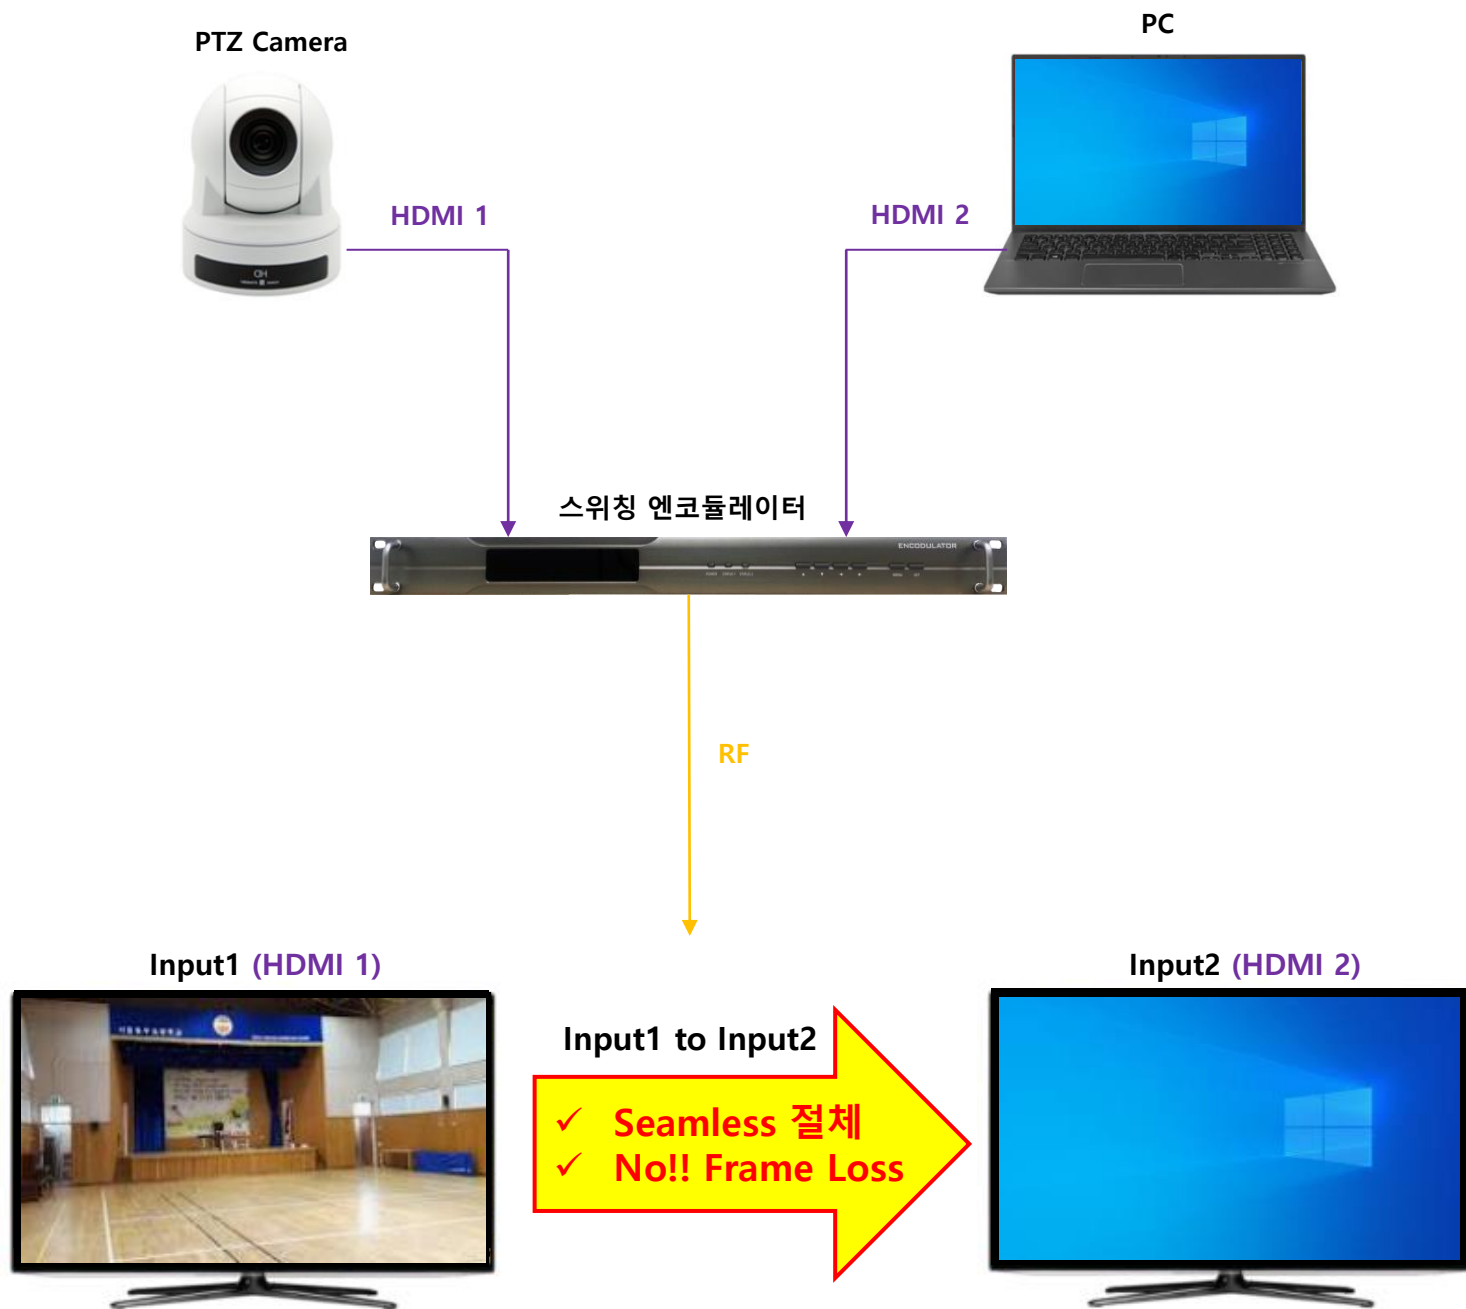 PTZ Camera
PC
HDMI 1
HDMI 2
스위칭 엔코듈레이터
ENCODULATOR
RF
Input1 (HDMI 1)
Input2 (HDMI 2)
Input1 to Input2
✓ Seamless 절체
✓ No!! Frame Loss